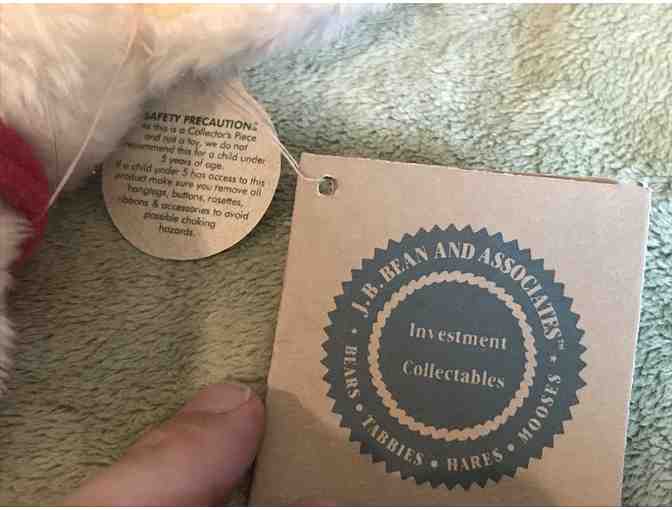 SAFETY PRECAUTIONS
As this is a Collector's Piece
and not a toy, we do not
recommend this for a child under
5 years of age.
If a child under 5 has access to this
product make sure you remove all
hangtags, buttons, rosettes,
ribbons & accessories to avoid
possible choking
hazards.
J. B. BEAN AND ASSOCIATES™
Investment
Collectables
* BEARS • TABBIES • HARES • MOOSES *